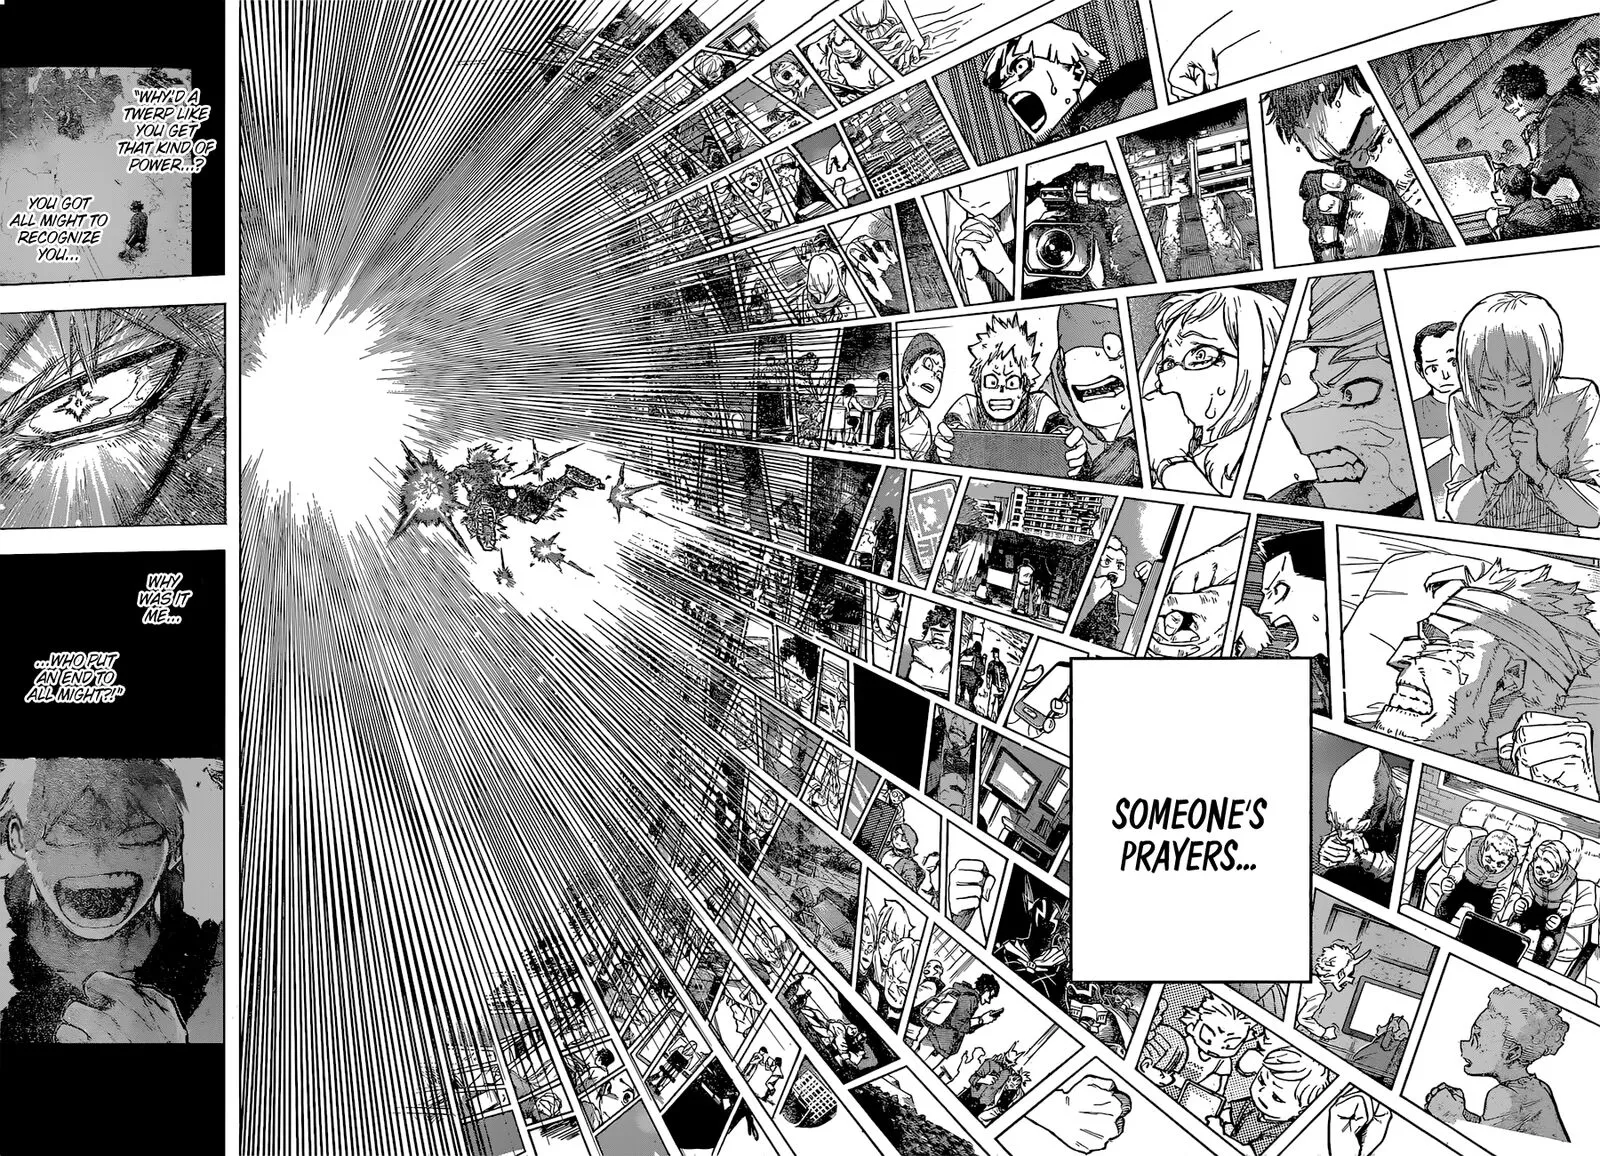 SOMEONE'S
PRAYERS...
"WHY'D A
TWERP LIKE
YOU GET
THAT KIND OF
POWER...?
YOU GOT
ALL MIGHT TO
RECOGNIZE
YOU...
WHY
WAS IT
ME...
...WHO PUT
AN END TO
ALL MIGHT?!"